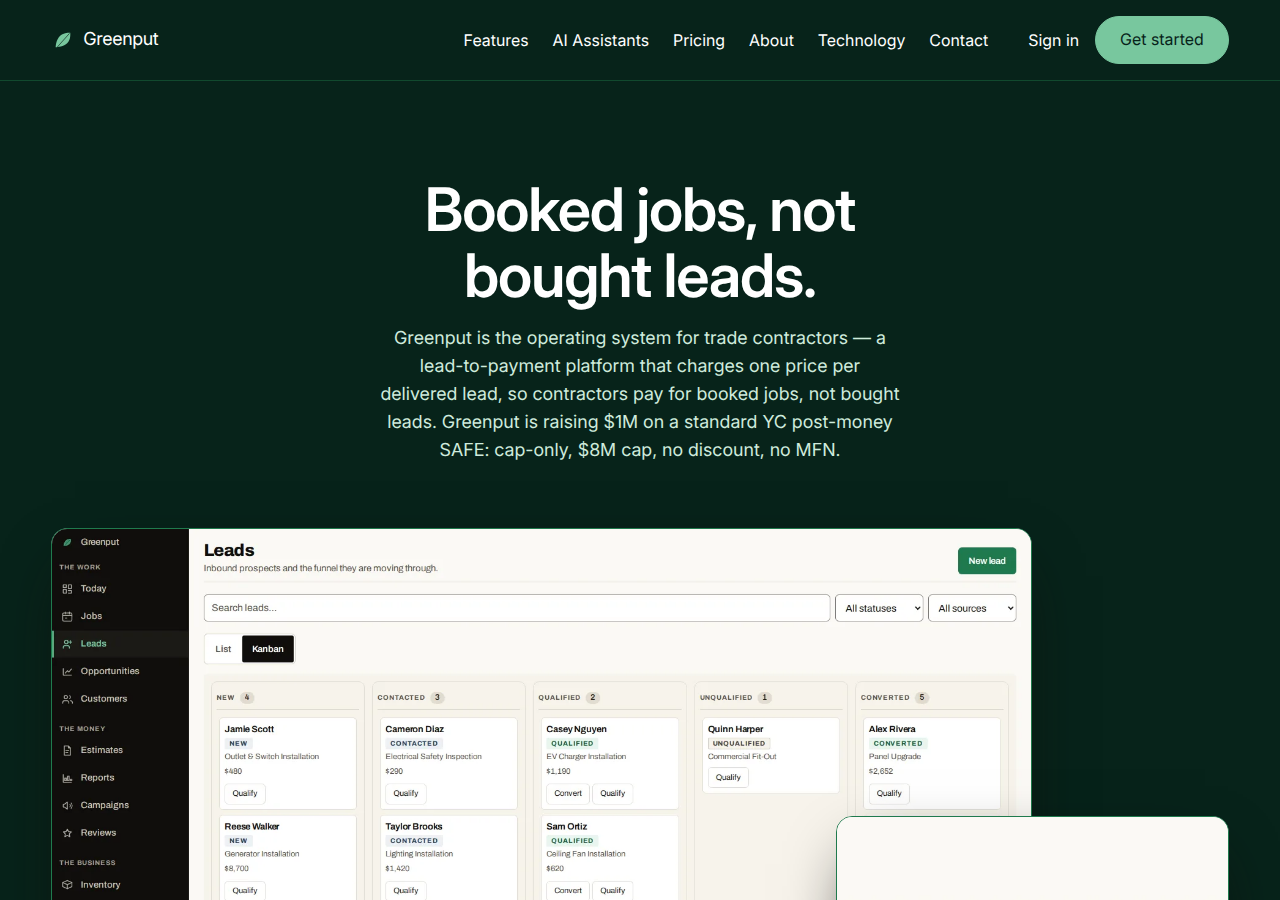 Greenput
Features
AI Assistants
Pricing
About
Technology
Contact
Sign in
Get started
Booked jobs, not
bought leads.
Greenput is the operating system for trade contractors — a
lead-to-payment platform that charges one price per
delivered lead, so contractors pay for booked jobs, not bought
leads. Greenput is raising $1M on a standard YC post-money
SAFE: cap-only, $8M cap, no discount, no MFN.
Greenput
THE WORK
Today
Jobs
Leads
Opportunities
Customers
THE MONEY
Estimates
Reports
Campaigns
Reviews
THE BUSINESS
Inventory
Leads
Inbound prospects and the funnel they are moving through.
New lead
Search leads...
All statuses
All sources
List
Kanban
NEW 4
Jamie Scott
NEW
Outlet & Switch Installation
$480
Qualify
Reese Walker
NEW
Generator Installation
$8,700
Qualify
CONTACTED 3
Cameron Diaz
CONTACTED
Electrical Safety Inspection
$290
Qualify
Taylor Brooks
CONTACTED
Lighting Installation
$1,420
Qualify
QUALIFIED 2
Casey Nguyen
QUALIFIED
EV Charger Installation
$1,190
Convert Qualify
Sam Ortiz
QUALIFIED
Ceiling Fan Installation
$620
Convert Qualify
UNQUALIFIED 1
Quinn Harper
UNQUALIFIED
Commercial Fit-Out
Qualify
CONVERTED 5
Alex Rivera
CONVERTED
Panel Upgrade
$2,652
Qualify